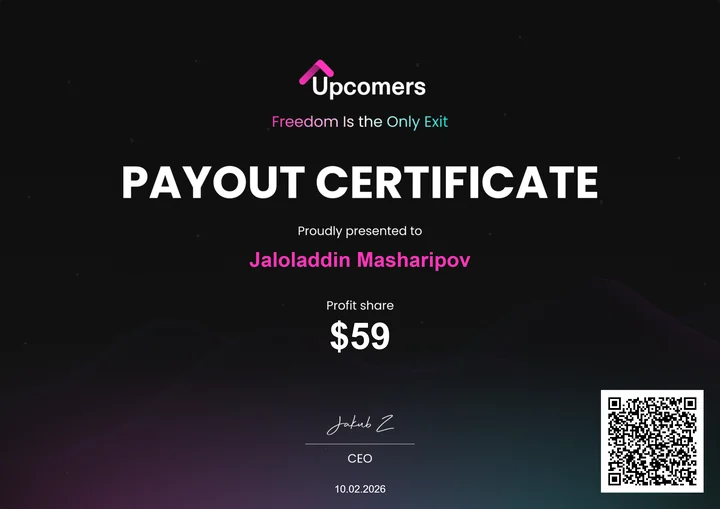 Upcomers
Freedom Is the Only Exit
PAYOUT CERTIFICATE
Proudly presented to
Jaloladdin Masharipov
Profit share
$59
Jakub Z
CEO
10.02.2026